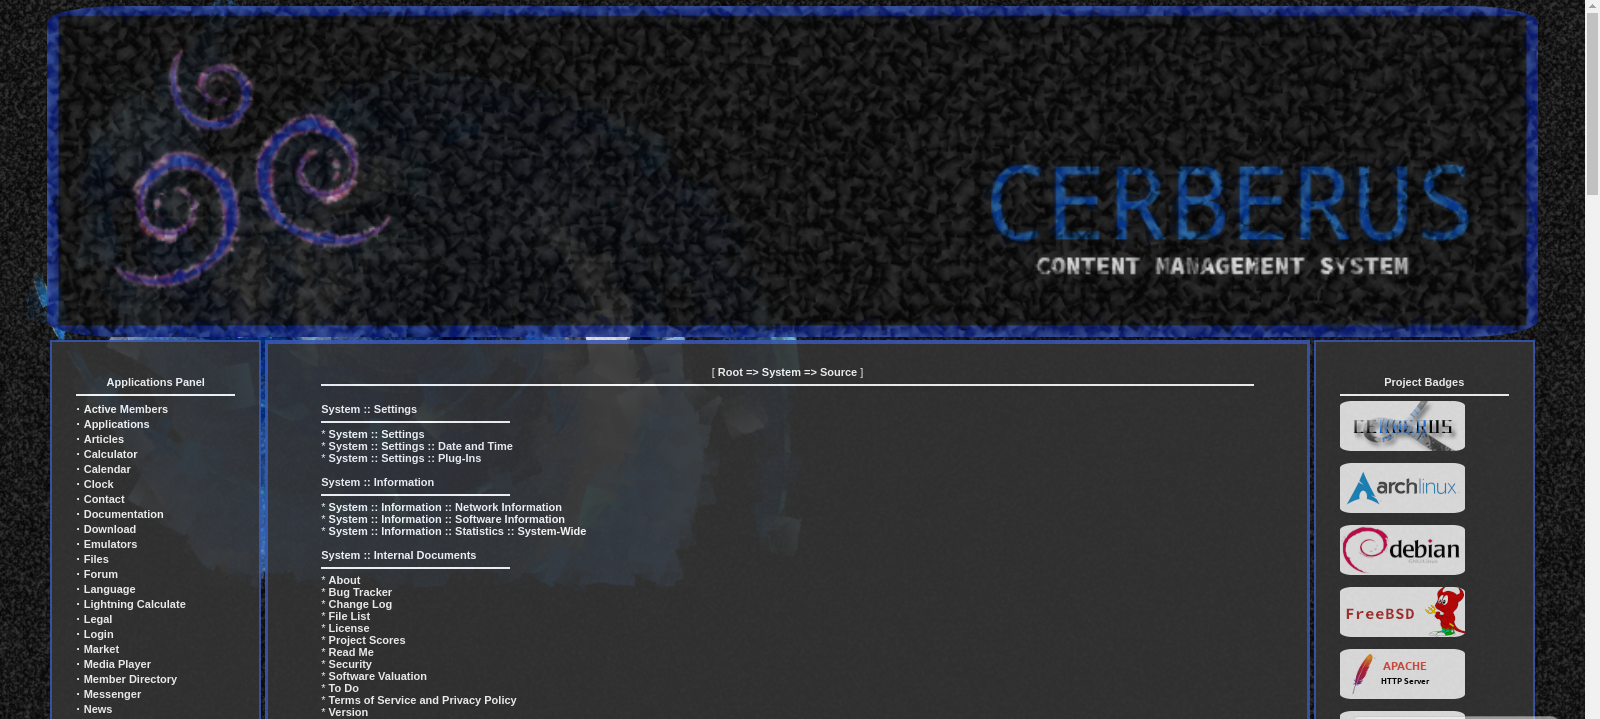 CERBERUS
CONTENT MANAGEMENT SYSTEM
Applications Panel
· Active Members
· Applications
· Articles
· Calculator
· Calendar
· Clock
· Contact
· Documentation
· Download
· Emulators
· Files
· Forum
· Language
· Lightning Calculate
· Legal
· Login
· Market
· Media Player
· Member Directory
· Messenger
· News
[ Root => System => Source ]
System :: Settings
* System :: Settings
* System :: Settings :: Date and Time
* System :: Settings :: Plug-Ins
System :: Information
* System :: Information :: Network Information
* System :: Information :: Software Information
* System :: Information :: Statistics :: System-Wide
System :: Internal Documents
* About
* Bug Tracker
* Change Log
* File List
* License
* Project Scores
* Read Me
* Security
* Software Valuation
* To Do
* Terms of Service and Privacy Policy
* Version
Project Badges
CERBERUS
archlinux
debian
FreeBSD
APACHE
HTTP Server